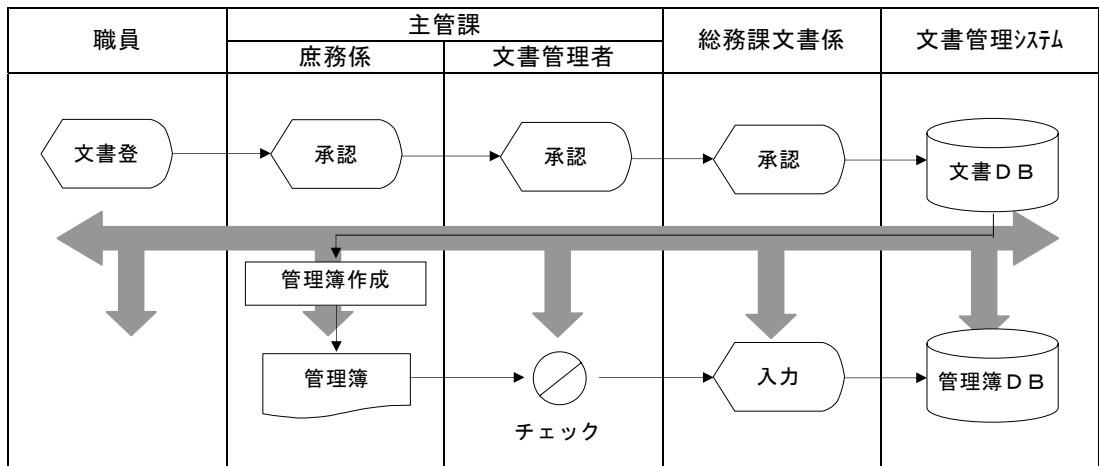 職員
主管課
庶務係
文書管理者
総務課文書係
文書管理ｼｽﾃﾑ
文書登
承認
承認
承認
文書ＤＢ
管理簿作成
管理簿
チェック
入力
管理簿ＤＢ